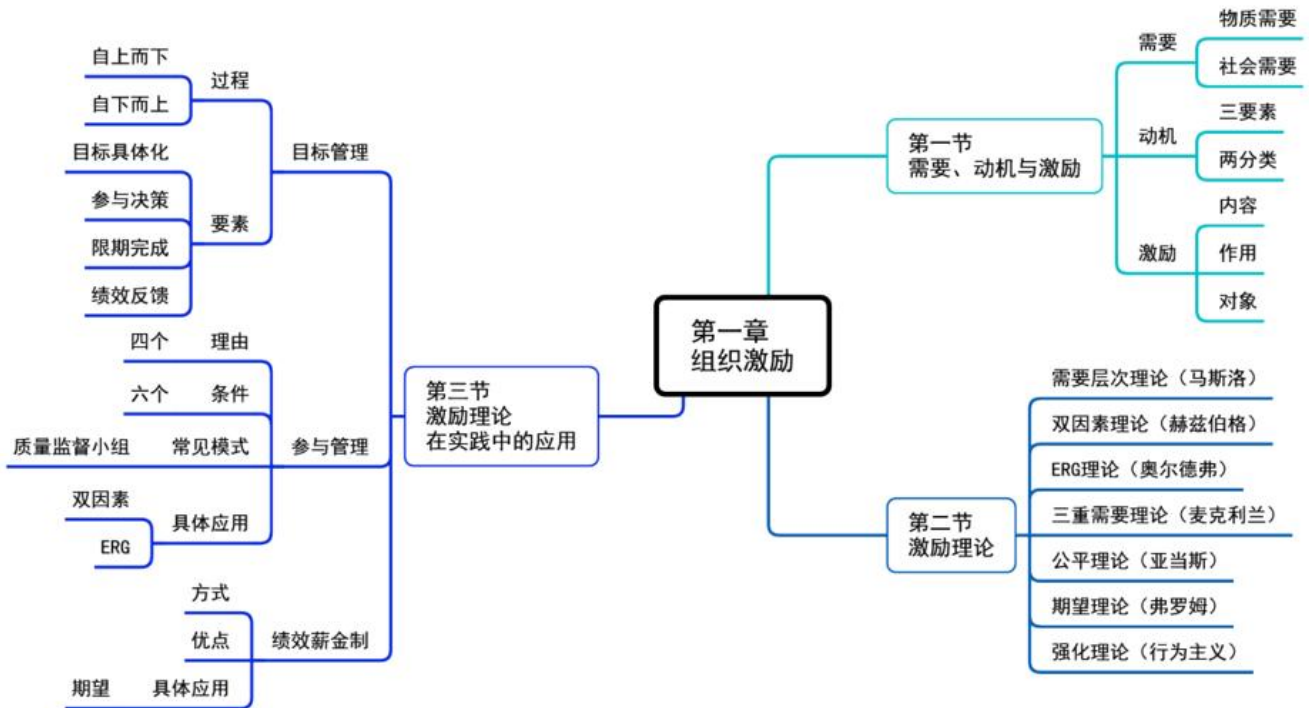 第一章
组织激励
第一节
需要、动机与激励
需要
物质需要
社会需要
动机
三要素
两分类
激励
内容
作用
对象
第二节
激励理论
需要层次理论（马斯洛）
双因素理论（赫兹伯格）
ERG理论（奥尔德弗）
三重需要理论（麦克利兰）
公平理论（亚当斯）
期望理论（弗罗姆）
强化理论（行为主义）
第三节
激励理论
在实践中的应用
目标管理
过程
自上而下
自下而上
要素
目标具体化
参与决策
限期完成
绩效反馈
参与管理
理由
四个
条件
六个
常见模式
质量监督小组
具体应用
双因素
ERG
绩效薪金制
方式
优点
具体应用
期望